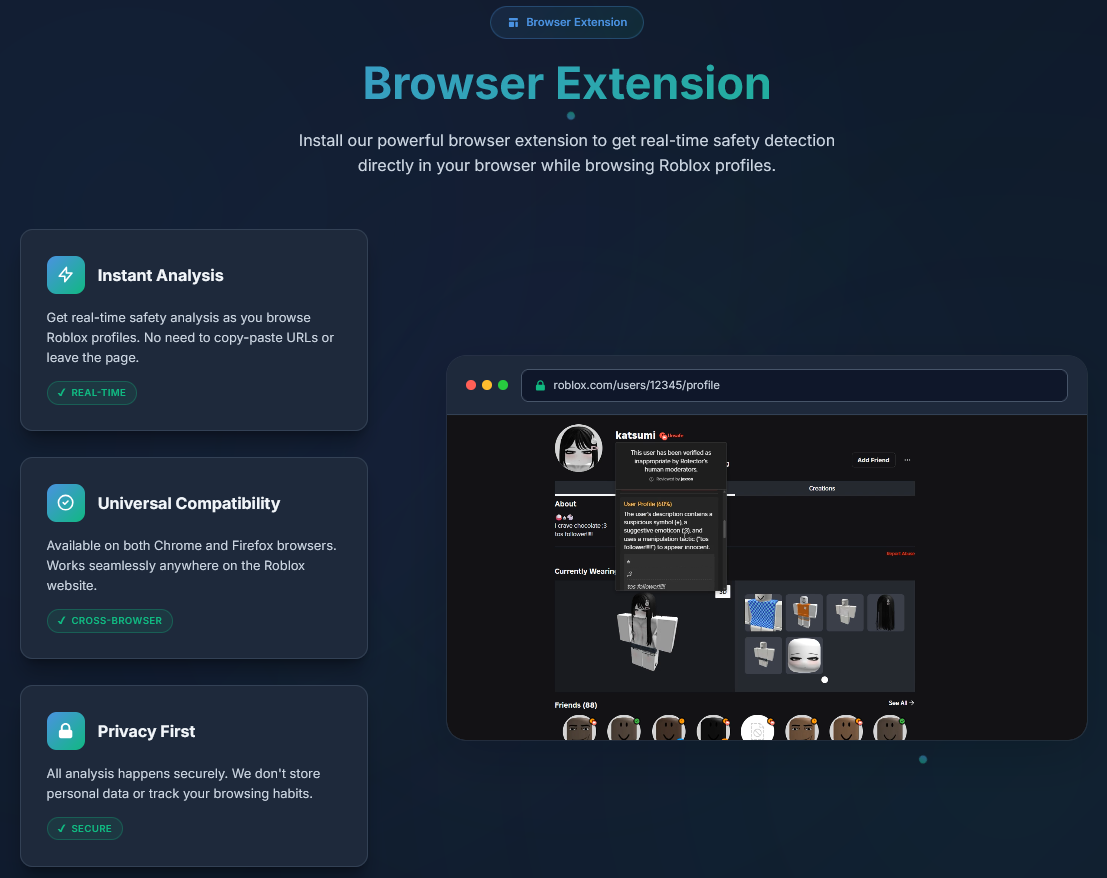 Browser Extension
Browser Extension
Install our powerful browser extension to get real-time safety detection
directly in your browser while browsing Roblox profiles.
Instant Analysis
Get real-time safety analysis as you browse
Roblox profiles. No need to copy-paste URLs or
leave the page.
✓ REAL-TIME
Universal Compatibility
Available on both Chrome and Firefox browsers.
Works seamlessly anywhere on the Roblox
website.
✓ CROSS-BROWSER
Privacy First
All analysis happens securely. We don't store
personal data or track your browsing habits.
✓ SECURE
roblox.com/users/12345/profile
katsumi Unsafe
This user has been verified as
inappropriate by Rotector's
human moderators.
Reviewed by jaxron
Add Friend
Creations
About
I crave chocolate :3
tos follower!!!!
User Profile (60%)
The user's description contains a
suspicious symbol (♠), a
suggestive emoticon (;3), and
uses a manipulation tactic ("tos
follower!!!!") to appear innocent.
♠
;3
tos follower!!!!
Report Abuse
Currently Wearing
3D
Friends (88)
See All →